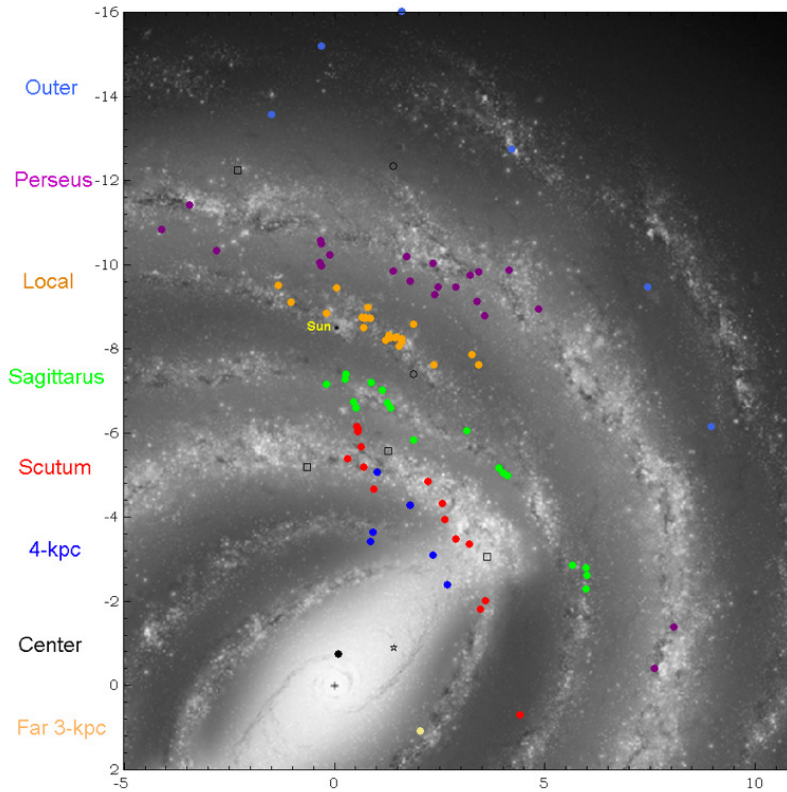 -16
-14
-12
-10
-8
-6
-4
-2
0
2
-5
0
5
10
Outer
Perseus
Local
Sun
Sagittarus
Scutum
4-kpc
Center
Far 3-kpc